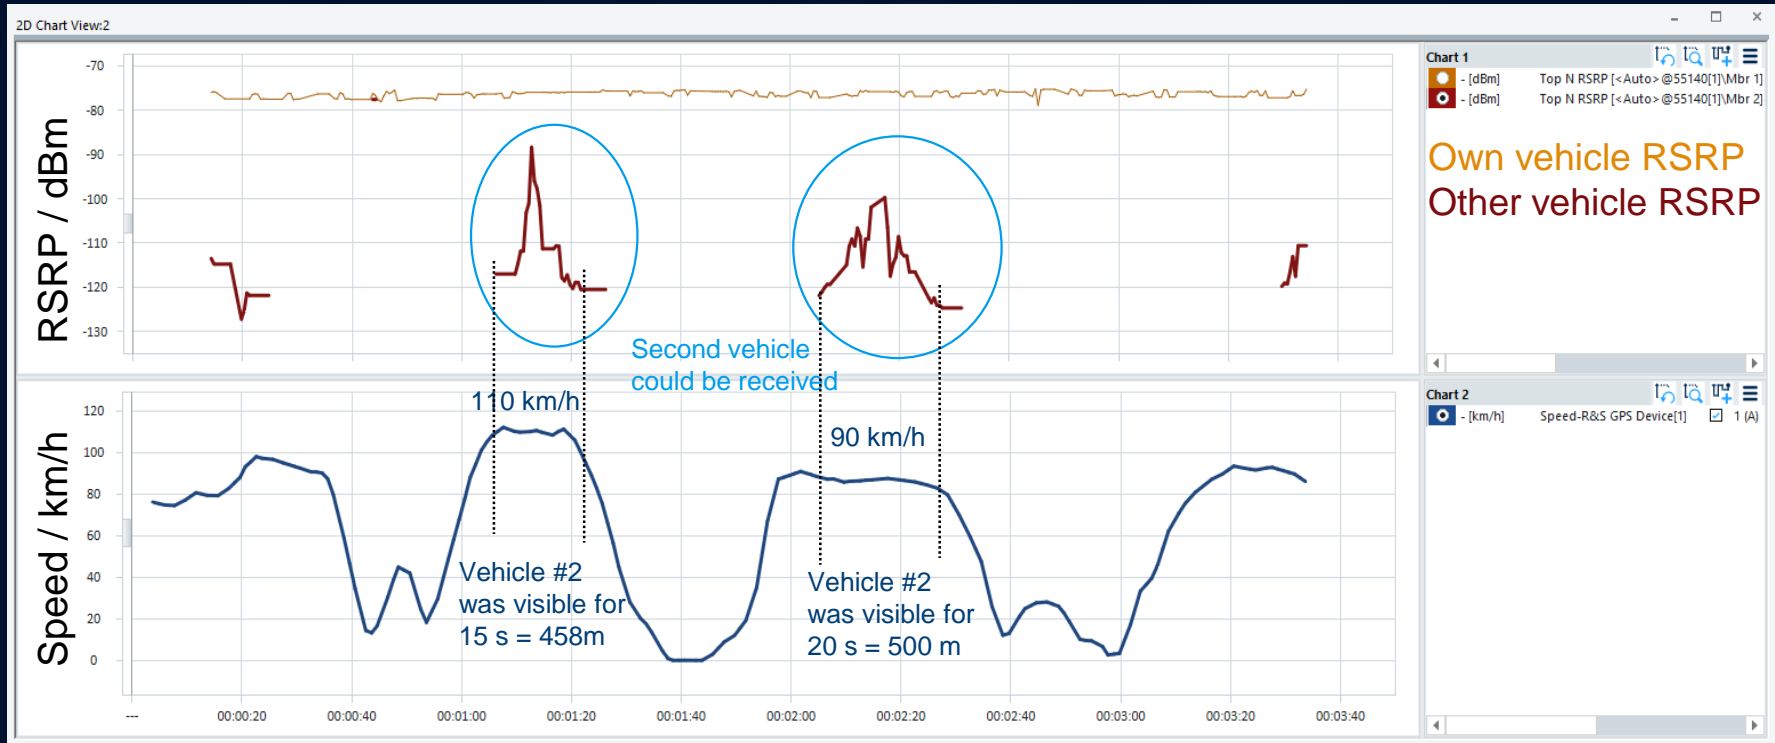 2D Chart View:2
RSRP / dBm
-70
-80
-90
-100
-110
-120
-130
Second vehicle
could be received
Chart 1
- [dBm] Top N RSRP [<Auto>@55140[1]\Mbr 1]
- [dBm] Top N RSRP [<Auto>@55140[1]\Mbr 2]
Own vehicle RSRP
Other vehicle RSRP
Speed / km/h
120
100
80
60
40
20
0
110 km/h
90 km/h
Vehicle #2
was visible for
15 s = 458m
Vehicle #2
was visible for
20 s = 500 m
---
00:00:20
00:00:40
00:01:00
00:01:20
00:01:40
00:02:00
00:02:20
00:02:40
00:03:00
00:03:20
00:03:40
Chart 2
- [km/h] Speed-R&S GPS Device[1] 1 (A)